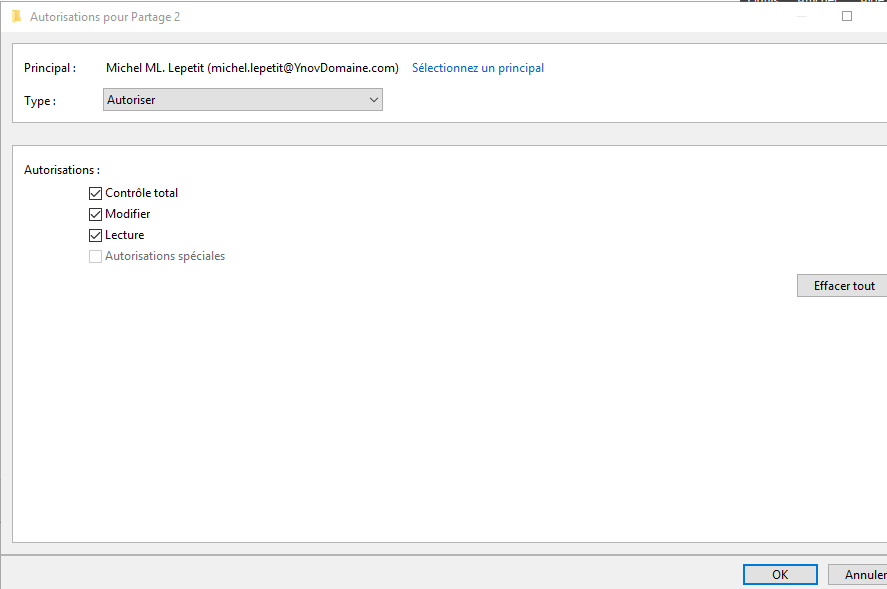 Autorisations pour Partage 2
Principal : Michel ML. Lepetit (michel.lepetit@YnovDomaine.com) Sélectionnez un principal
Type : Autoriser
Autorisations :
Contrôle total
Modifier
Lecture
Autorisations spéciales
Effacer tout
OK Annuler